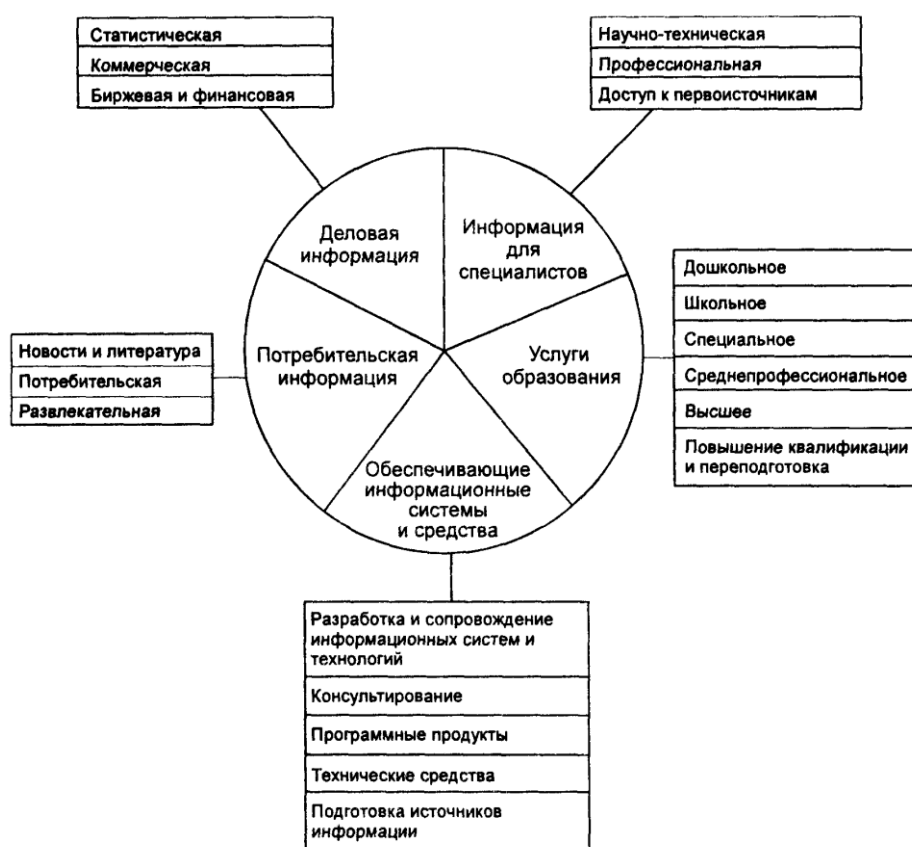 Статистическая
Коммерческая
Биржевая и финансовая
Научно-техническая
Профессиональная
Доступ к первоисточникам
Деловая
информация
Информация
для
специалистов
Новости и литература
Потребительская
Развлекательная
Потребительская
информация
Услуги
образования
Дошкольное
Школьное
Специальное
Среднепрофессиональное
Высшее
Повышение квалификации
и переподготовка
Обеспечивающие
информационные
системы
и средства
Разработка и сопровождение
информационных систем и
технологий
Консультирование
Программные продукты
Технические средства
Подготовка источников
информации